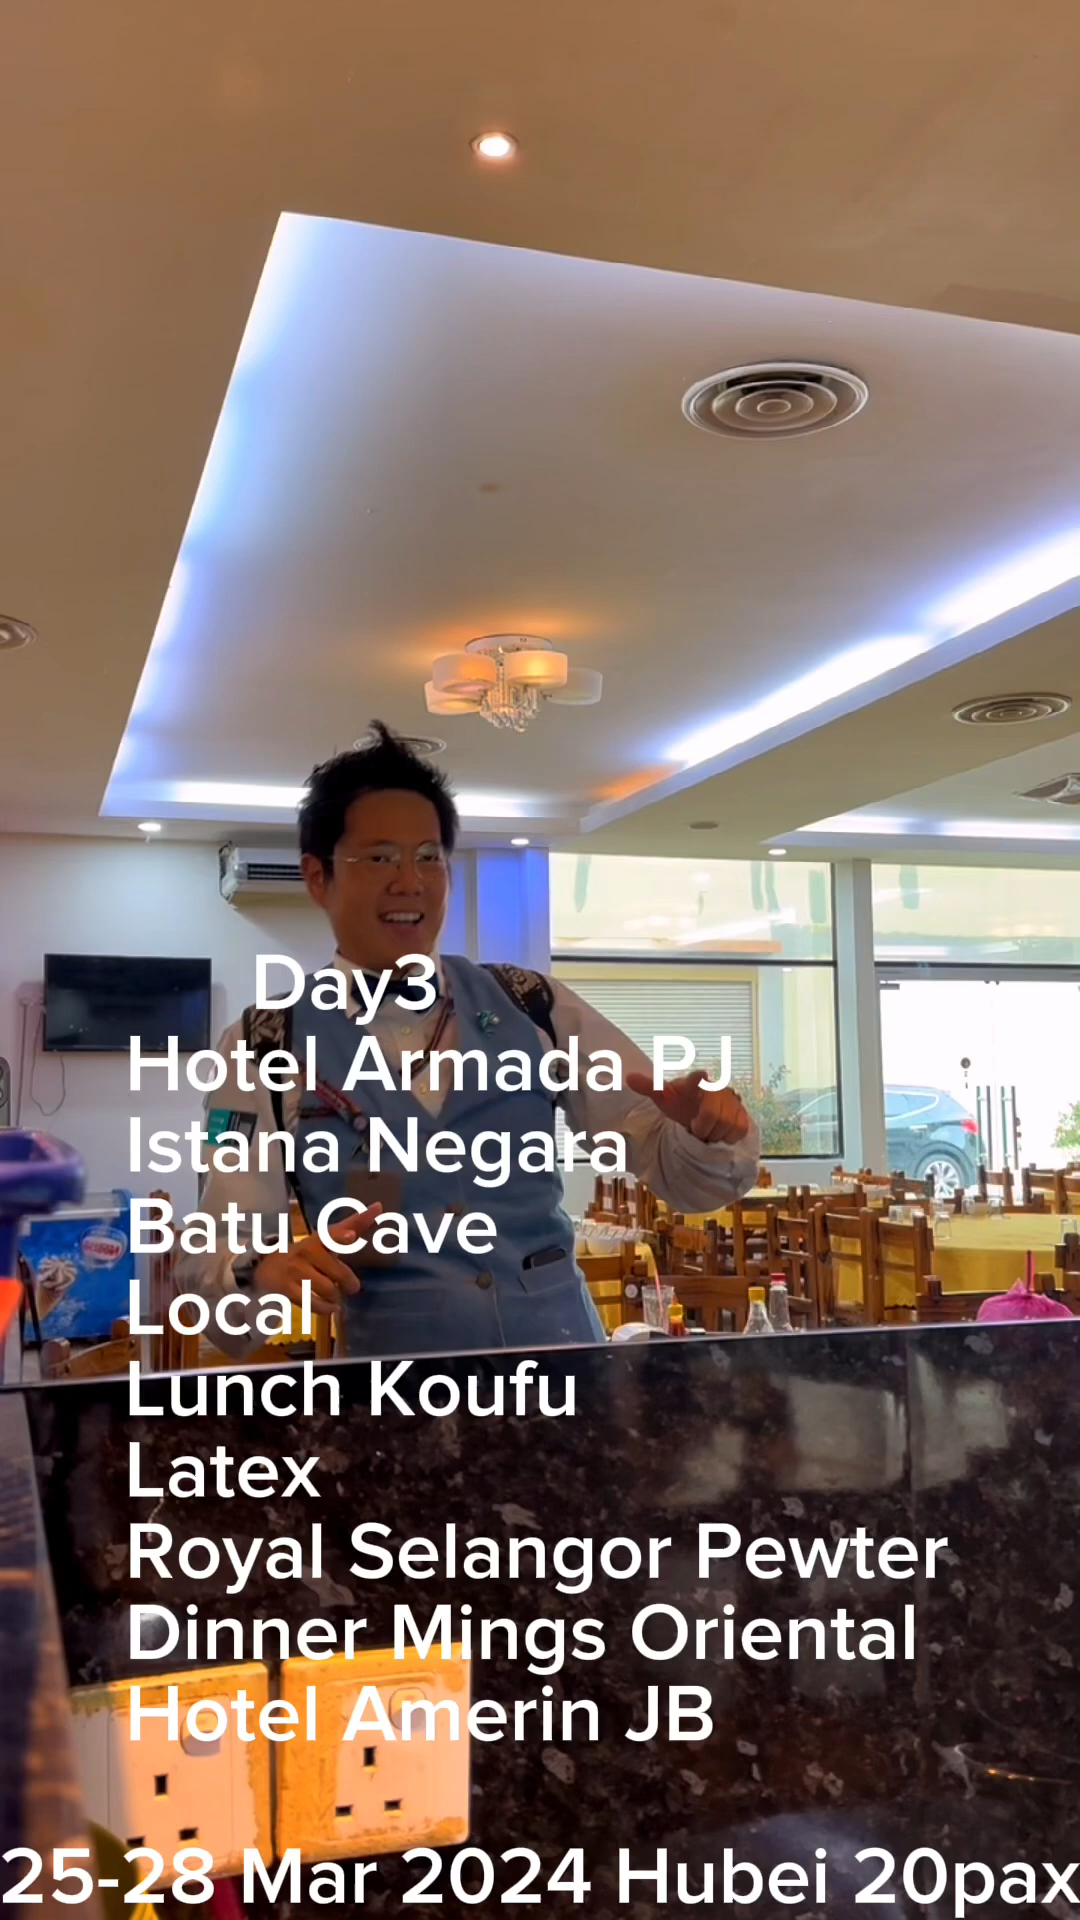 Day3
Hotel Armada PJ
Istana Negara
Batu Cave
Local
Lunch Koufu
Latex
Royal Selangor Pewter
Dinner Mings Oriental
Hotel Amerin JB
25-28 Mar 2024 Hubei 20pax